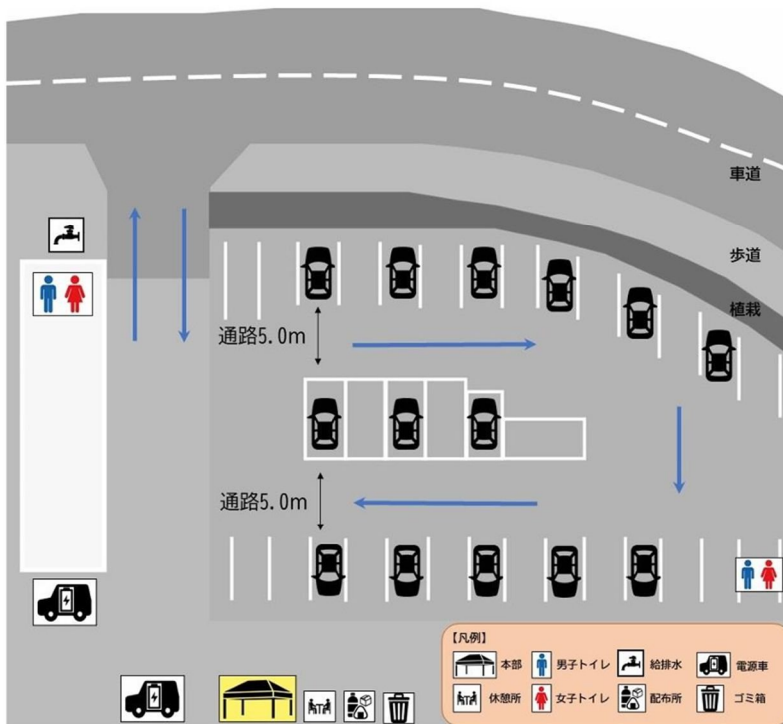 車道
歩道
植栽
通路5.0m
通路5.0m
【凡例】
本部 男子トイレ 給排水 電源車
休憩所 女子トイレ 配布所 ゴミ箱